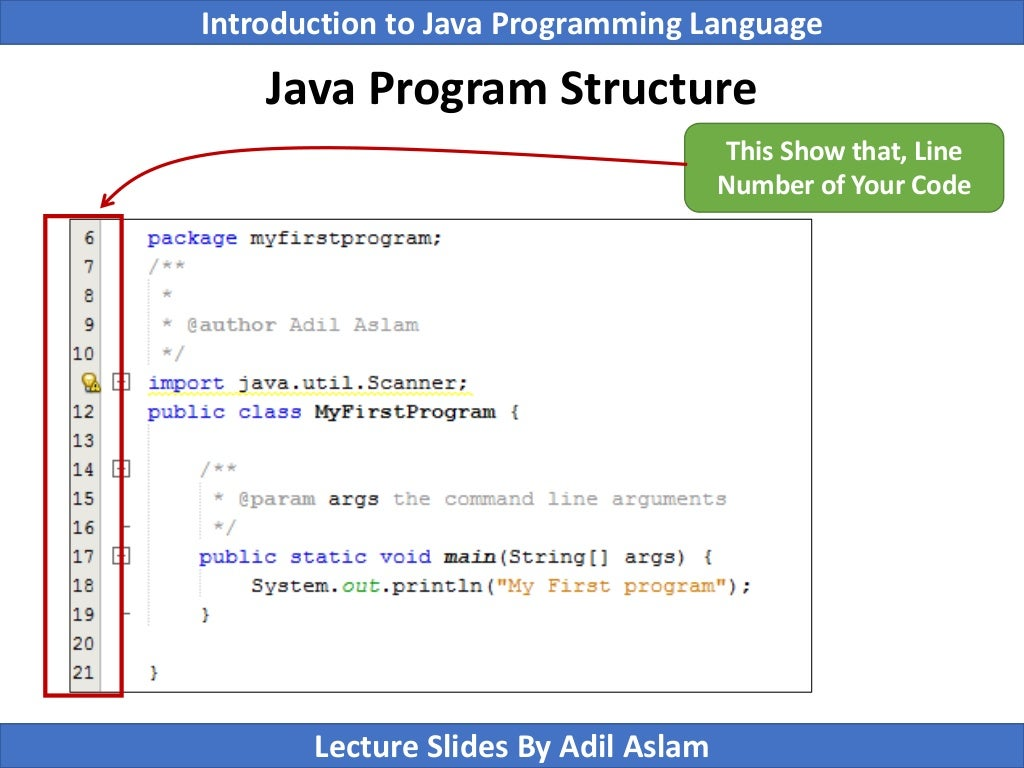 Introduction to Java Programming Language
Java Program Structure
This Show that, Line
Number of Your Code
6 package myfirstprogram;
7 /**
8 *
9 * @author Adil Aslam
10 */
import java.util.Scanner;
12 public class MyFirstProgram {
13
14 /**
15 * @param args the command line arguments
16 */
17 public static void main(String[] args) {
18 System.out.println("My First program");
19 }
20
21 }
Lecture Slides By Adil Aslam